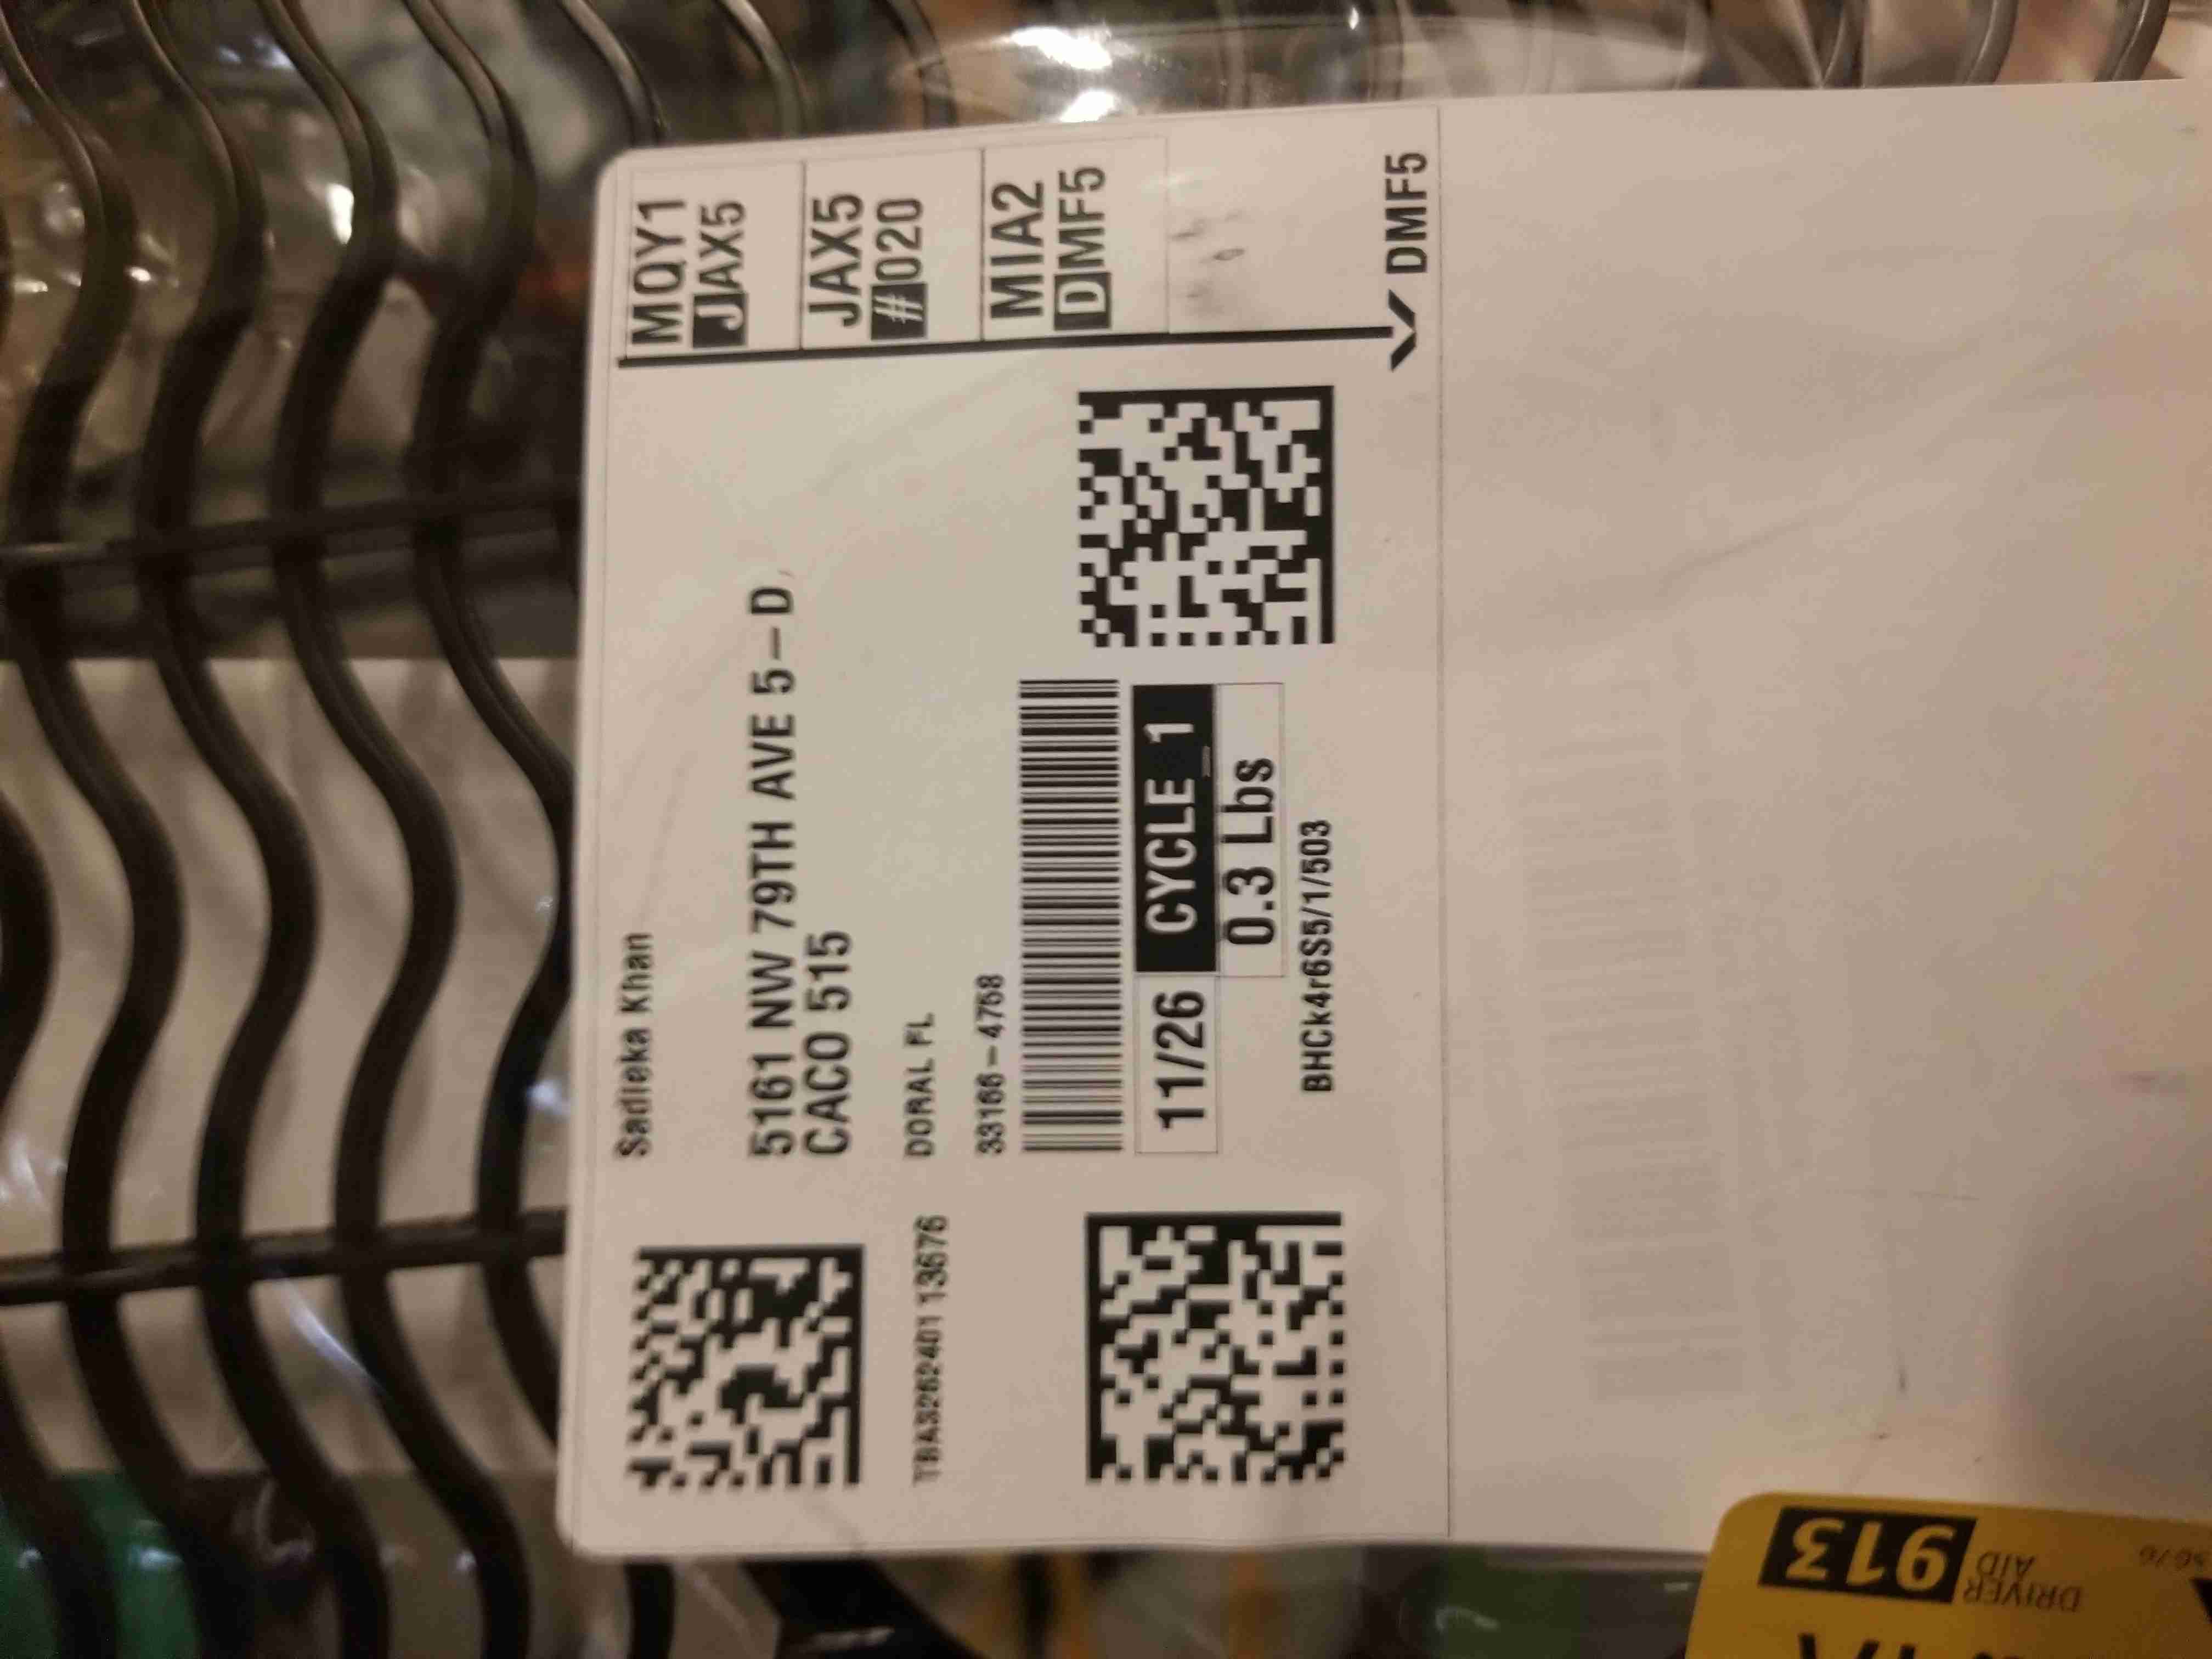 Sadieka Khan
5161 NW 79TH AVE 5-D,
CACO 515
DORAL FL
33166-4758
TBA326240113676
11/26
CYCLE 1
0.3 Lbs
BHCk4r6S5/1/503
MQY1
JAX5
JAX5
#020
MIA2
DMF5
DMF5
913
DRIVER
AID